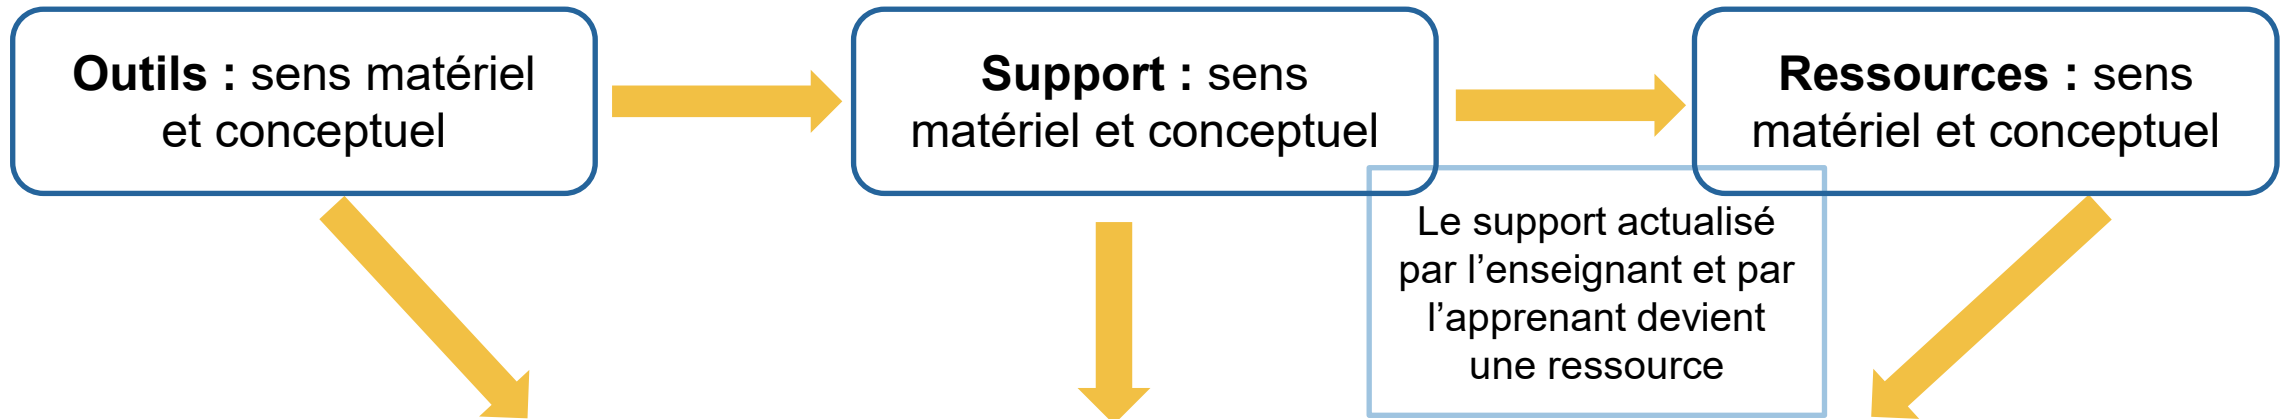 Outils : sens matériel
et conceptuel
Support : sens
matériel et conceptuel
Ressources : sens
matériel et conceptuel
Le support actualisé
par l’enseignant et par
l’apprenant devient
une ressource